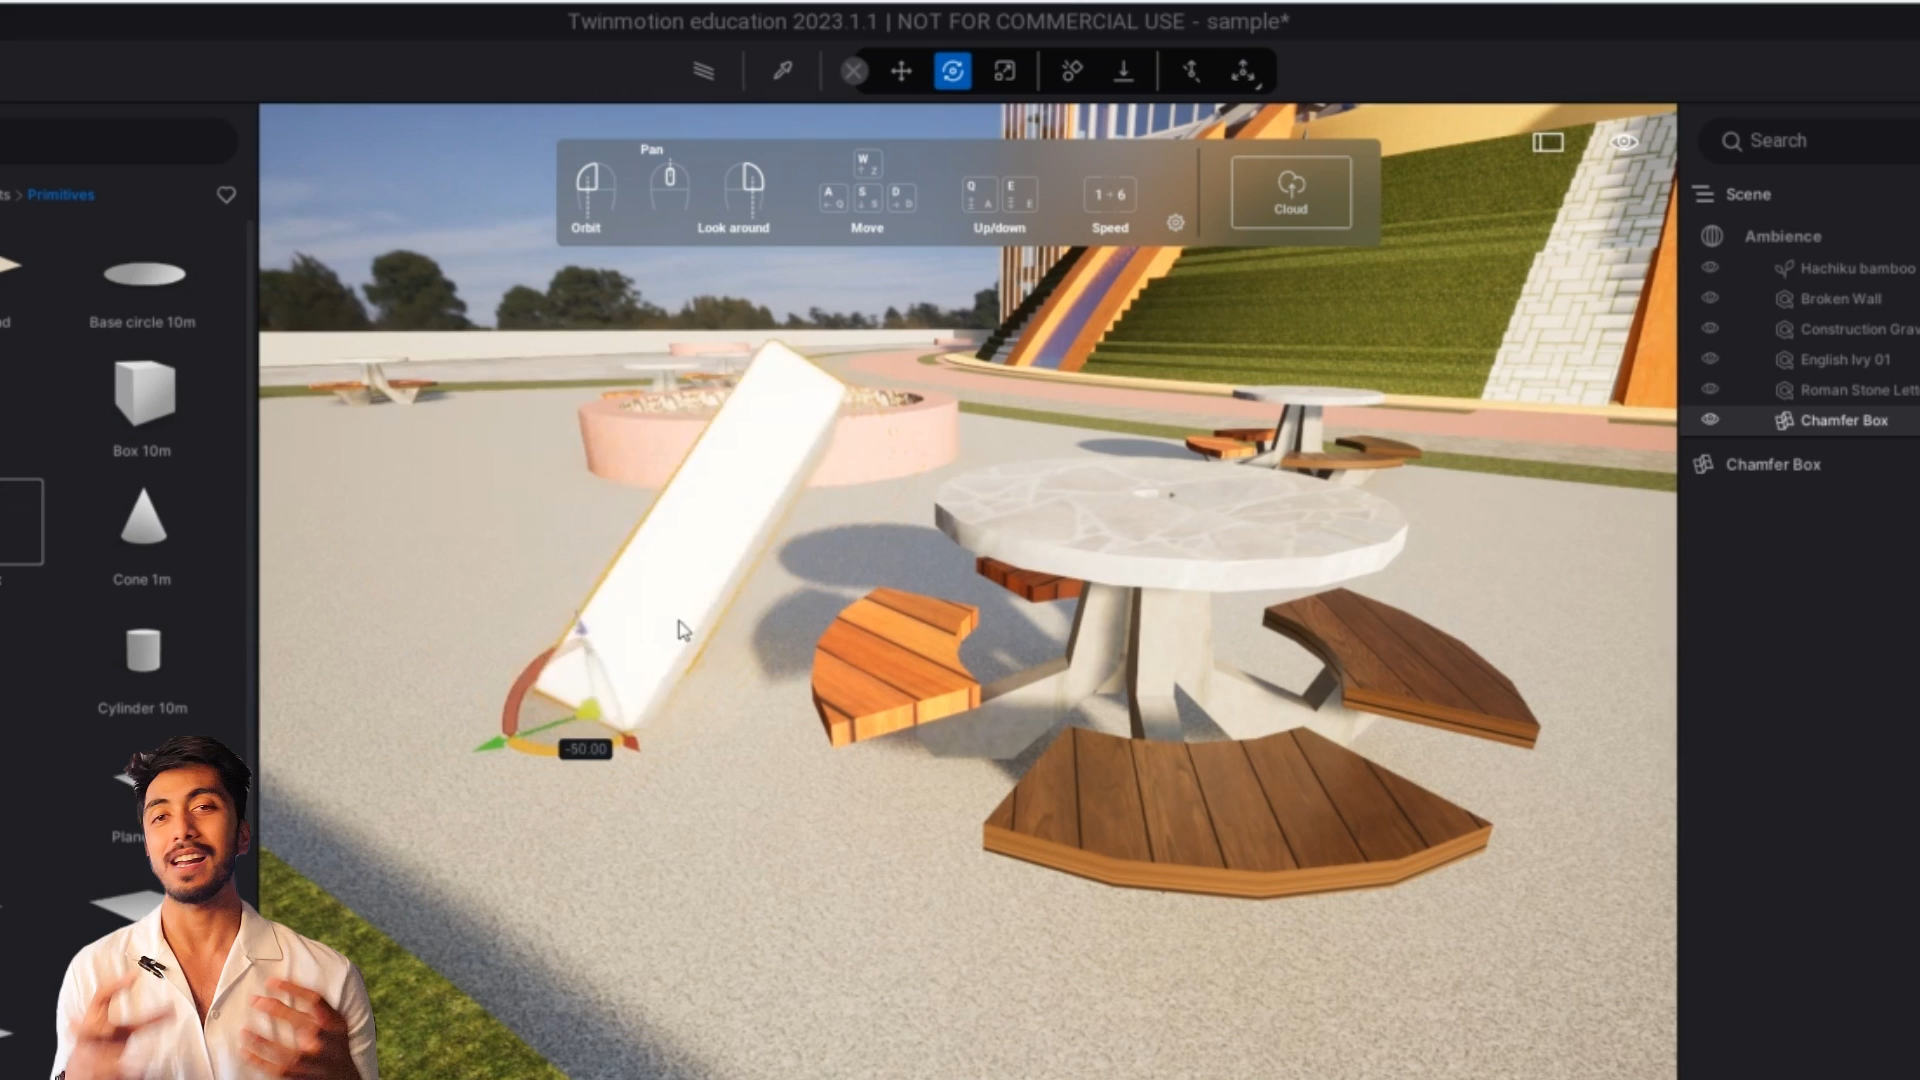 Twinmotion education 2023.1.1 | NOT FOR COMMERCIAL USE - sample*
ts > Primitives
Base circle 10m
Box 10m
Cone 1m
Cylinder 10m
Pan
Orbit
Look around
W
Z
A
Q
S
S
D
D
Move
Q
A
E
E
Up/down
1 → 6
Speed
Cloud
-50.00
Search
Scene
Ambience
Hachiku bamboo
Broken Wall
Construction Grav
English Ivy 01
Roman Stone Lett
Chamfer Box
Chamfer Box